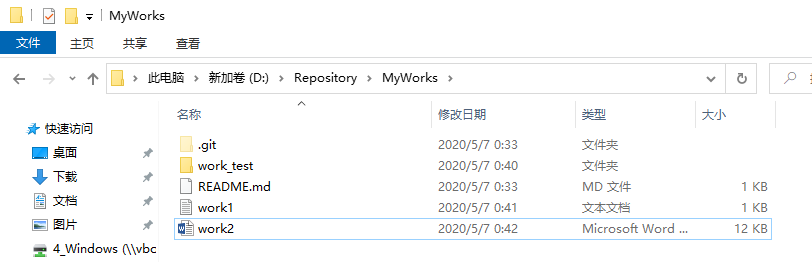 MyWorks
文件 主页 共享 查看
此电脑 新加卷 (D:) Repository MyWorks
名称 修改日期 类型 大小
快速访问
.git 2020/5/7 0:33 文件夹
桌面
work_test 2020/5/7 0:40 文件夹
下载
README.md 2020/5/7 0:33 MD 文件 1 KB
文档
work1 2020/5/7 0:41 文本文档 1 KB
图片
work2 2020/5/7 0:42 Microsoft Word ... 12 KB
4_Windows (\\vbc